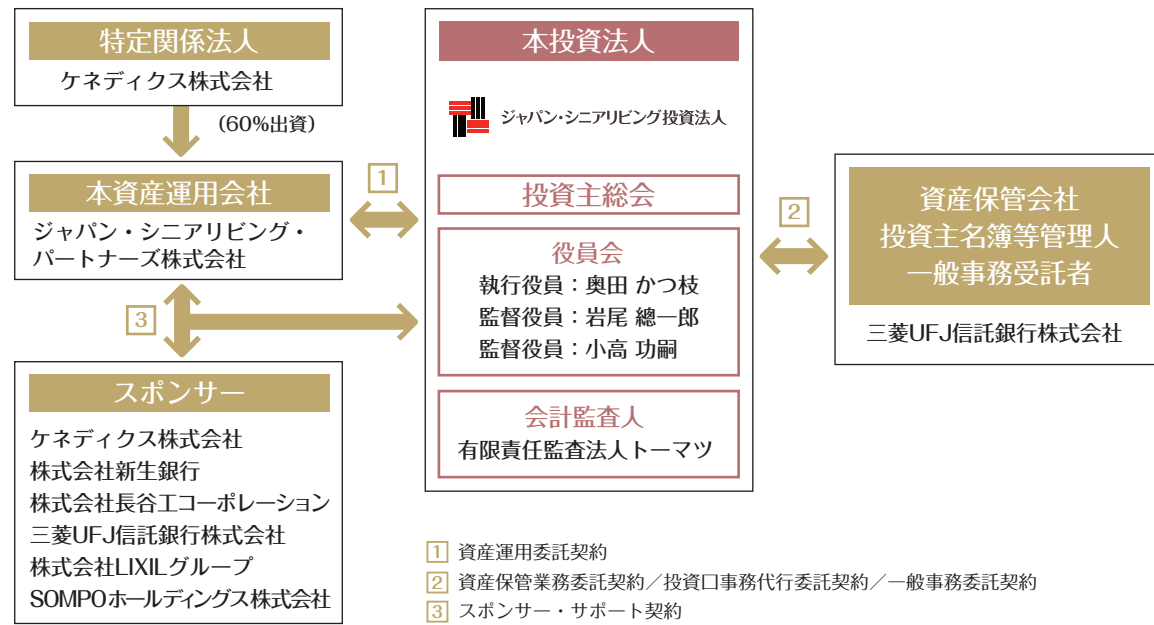 特定関係法人
ケネディクス株式会社
(60%出資)
本資産運用会社
ジャパン・シニアリビング・
パートナーズ株式会社
1
3
スポンサー
ケネディクス株式会社
株式会社新生銀行
株式会社長谷工コーポレーション
三菱UFJ信託銀行株式会社
株式会社LIXILグループ
SOMPOホールディングス株式会社
本投資法人
ジャパン・シニアリビング投資法人
投資主総会
役員会
執行役員：奥田 かつ枝
監督役員：岩尾 總一郎
監督役員：小高 功嗣
会計監査人
有限責任監査法人トーマツ
2
資産保管会社
投資主名簿等管理人
一般事務受託者
三菱UFJ信託銀行株式会社
1 資産運用委託契約
2 資産保管業務委託契約／投資口事務代行委託契約／一般事務委託契約
3 スポンサー・サポート契約